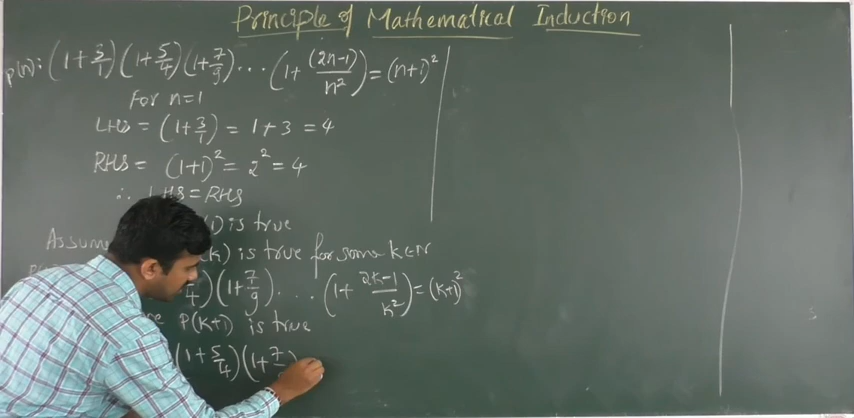 Principle of Mathematical Induction
P(n): (1+3/1)(1+5/4)(1+7/9)...(1+(2n-1)/n²)=(n+1)²
For n=1
LHS = (1+3/1) = 1+3 = 4
RHS = (1+1)² = 2² = 4
∴ LHS = RHS
) is true
Assume k) is true for some k∈N
4)(1+7/9)....(1+2k-1/k²)=(k+1)²
P(k+1) is true
(1+5/4)(1+7/